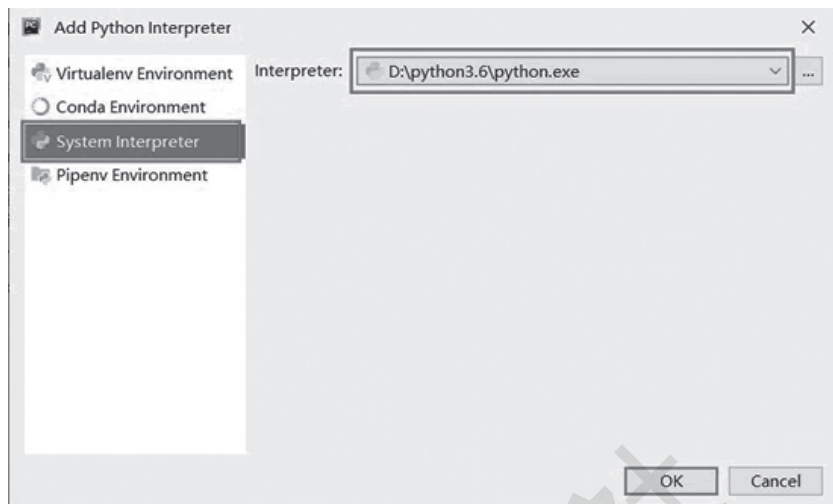 Add Python Interpreter
Virtualenv Environment
Conda Environment
System Interpreter
Pipenv Environment
Interpreter: D:\python3.6\python.exe
...
OK
Cancel